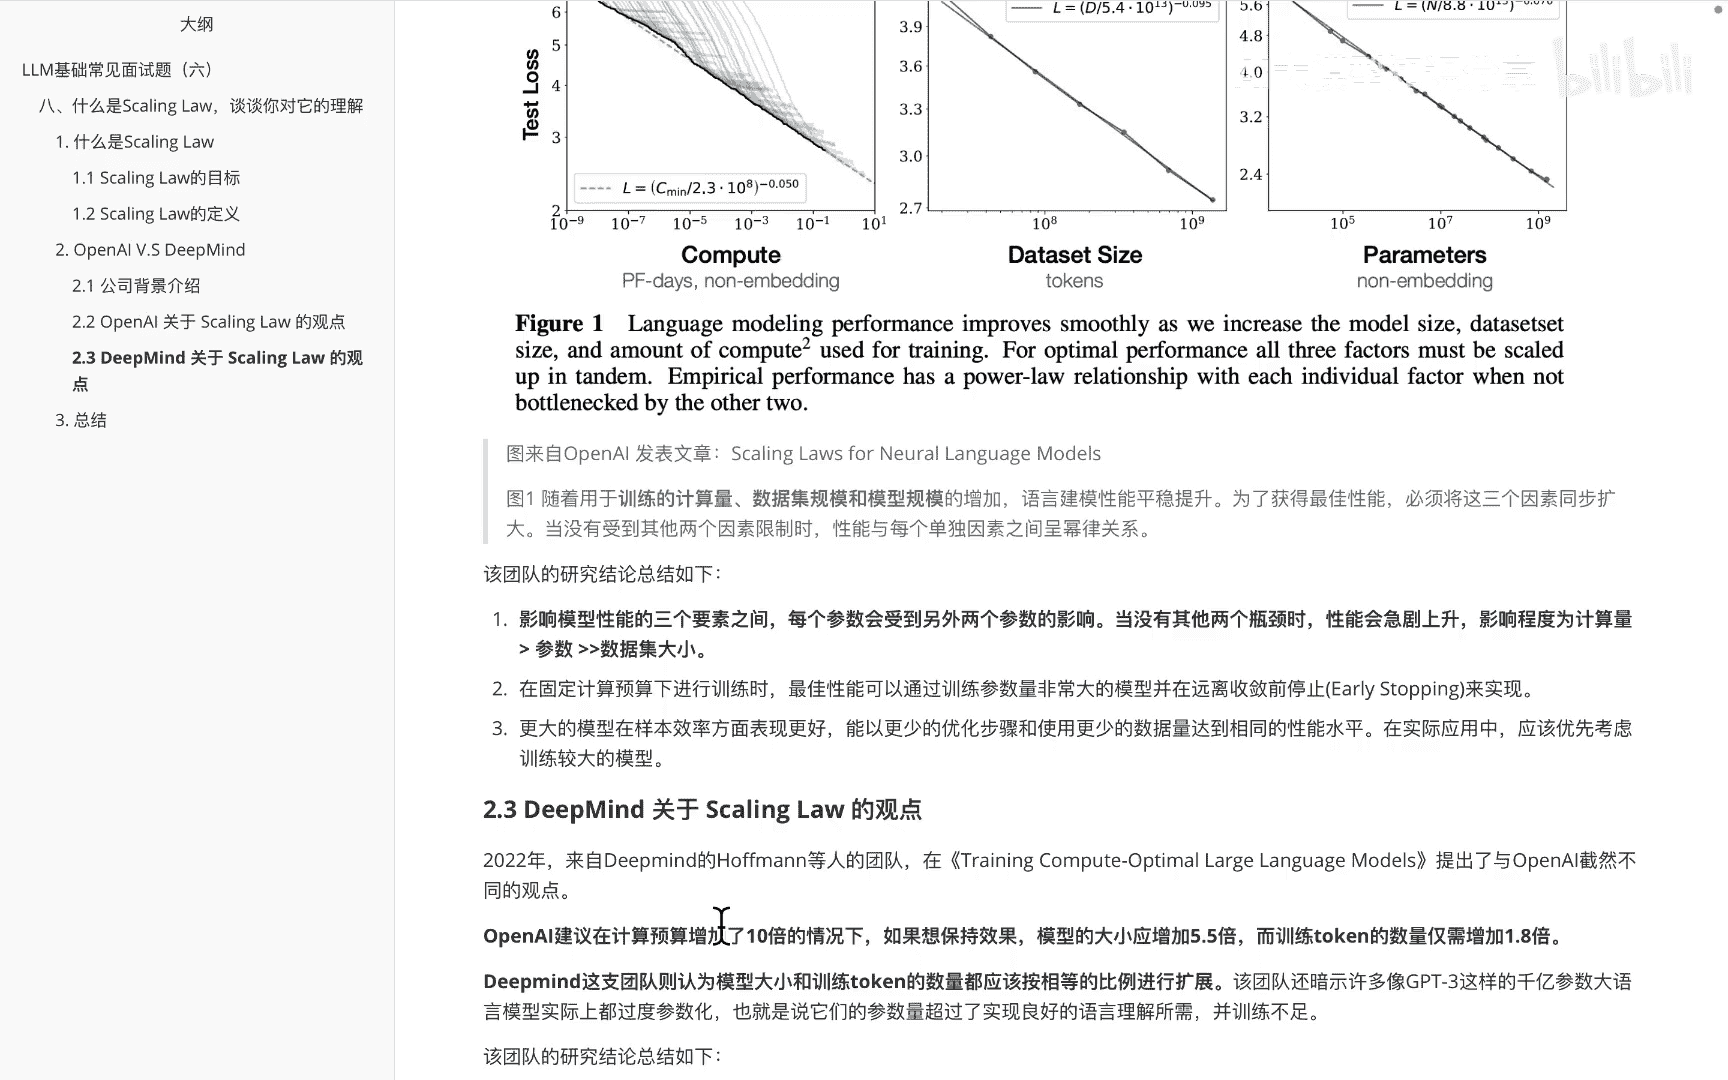 大纲
LLM基础常见面试题（六）
八、什么是Scaling Law，谈谈你对它的理解
1. 什么是Scaling Law
1.1 Scaling Law的目标
1.2 Scaling Law的定义
2. OpenAI V.S DeepMind
2.1 公司背景介绍
2.2 OpenAI 关于 Scaling Law 的观点
2.3 DeepMind 关于 Scaling Law 的观
点
3. 总结
Test Loss
6
5
4
3
2
L = (Cmin/2.3 · 10⁸)^−0.050
10⁻⁹ 10⁻⁷ 10⁻⁵ 10⁻³ 10⁻¹ 10¹
Compute
PF-days, non-embedding
L = (D/5.4 · 10¹³)^−0.095
3.9
3.6
3.3
3.0
2.7
10⁸ 10⁹
Dataset Size
tokens
5.6
4.8
4.0
3.2
2.4
10⁵ 10⁷ 10⁹
Parameters
non-embedding
bilibili
Figure 1 Language modeling performance improves smoothly as we increase the model size, datasetset
size, and amount of compute² used for training. For optimal performance all three factors must be scaled
up in tandem. Empirical performance has a power-law relationship with each individual factor when not
bottlenecked by the other two.
图来自OpenAI 发表文章：Scaling Laws for Neural Language Models
图1 随着用于训练的计算量、数据集规模和模型规模的增加，语言建模性能平稳提升。为了获得最佳性能，必须将这三个因素同步扩
大。当没有受到其他两个因素限制时，性能与每个单独因素之间呈幂律关系。
该团队的研究结论总结如下：
1. 影响模型性能的三个要素之间，每个参数会受到另外两个参数的影响。当没有其他两个瓶颈时，性能会急剧上升，影响程度为计算量
> 参数 >>数据集大小。
2. 在固定计算预算下进行训练时，最佳性能可以通过训练参数量非常大的模型并在远离收敛前停止(Early Stopping)来实现。
3. 更大的模型在样本效率方面表现更好，能以更少的优化步骤和使用更少的数据量达到相同的性能水平。在实际应用中，应该优先考虑
训练较大的模型。
2.3 DeepMind 关于 Scaling Law 的观点
2022年，来自Deepmind的Hoffmann等人的团队，在《Training Compute-Optimal Large Language Models》提出了与OpenAI截然不
同的观点。
OpenAI建议在计算预算增加了10倍的情况下，如果想保持效果，模型的大小应增加5.5倍，而训练token的数量仅需增加1.8倍。
Deepmind这支团队则认为模型大小和训练token的数量都应该按相等的比例进行扩展。该团队还暗示许多像GPT-3这样的千亿参数大语
言模型实际上都过度参数化，也就是说它们的参数量超过了实现良好的语言理解所需，并训练不足。
该团队的研究结论总结如下：